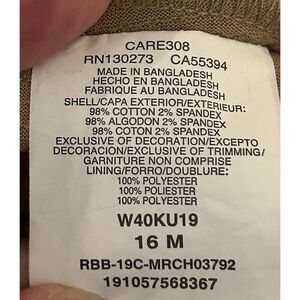 CARE308
RN130273 CA55394
MADE IN BANGLADESH
HECHO EN BANGLADESH
FABRIQUE AU BANGLADESH
SHELL/CAPA EXTERIOR/EXTERIEUR:
98% COTTON 2% SPANDEX
98% ALGODON 2% SPANDEX
98% COTON 2% SPANDEX
EXCLUSIVE OF DECORATION/EXCEPTO
DECORACION/EXCLUSIVE OF TRIMMING/
GARNITURE NON COMPRISE
LINING/FORRO/DOUBLURE:
100% POLYESTER
100% POLIESTER
100% POLYESTER
W40KU19
16 M
RBB-19C-MRCH03792
191057568367